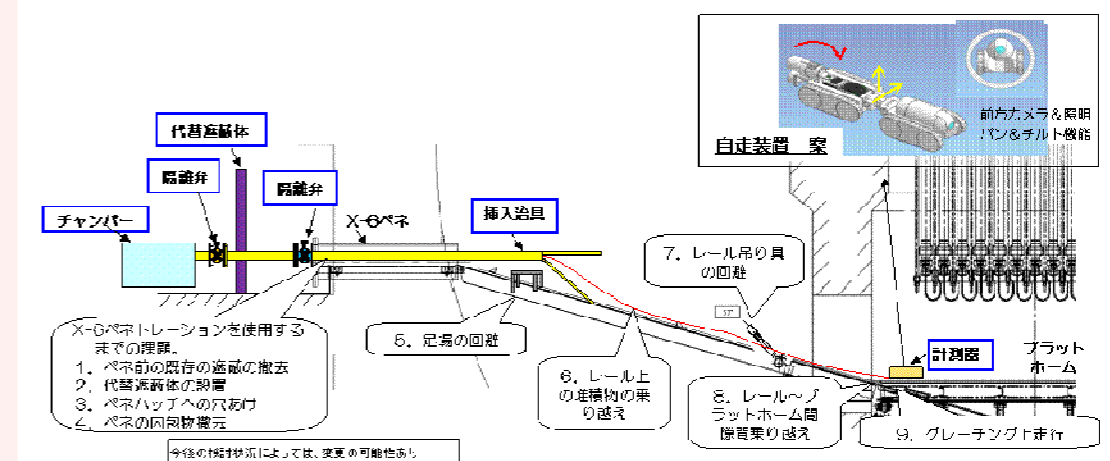 前方カメラ&照明
パン&チルト機能
自走装置 案
代替遮蔽体
隔離弁
隔離弁
チャンバー
X-6ペネ
挿入治具
7. レール吊り具
の回避
X-6ペネトレーションを使用する
までの課題。
1. ペネ前の既存の遮蔽の撤去
2. 代替遮蔽体の設置
3. ペネハッチへの穴あけ
4. ペネの内包物撤去
5. 足場の回避
6. レール上
の堆積物の乗
り越え
計測器
プラット
ホーム
8. レール~プ
ラットホーム間
隙間乗り越え
9. グレーチング上走行
今後の検討状況によっては、変更の可能性あり